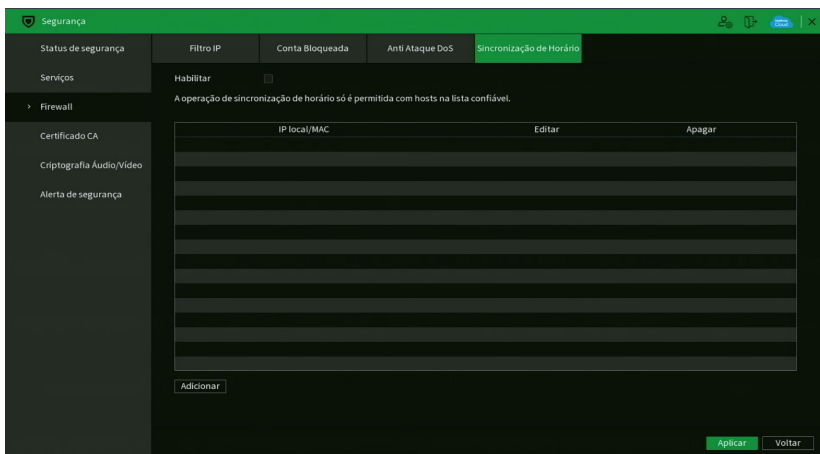 Segurança
Status de segurança
Serviços
Firewall
Certificado CA
Criptografia Áudio/Vídeo
Alerta de segurança
Filtro IP
Conta Bloqueada
Anti Ataque DoS
Sincronização de Horário
Habilitar
A operação de sincronização de horário só é permitida com hosts na lista confiável.
IP local/MAC
Editar
Apagar
Adicionar
Aplicar
Voltar